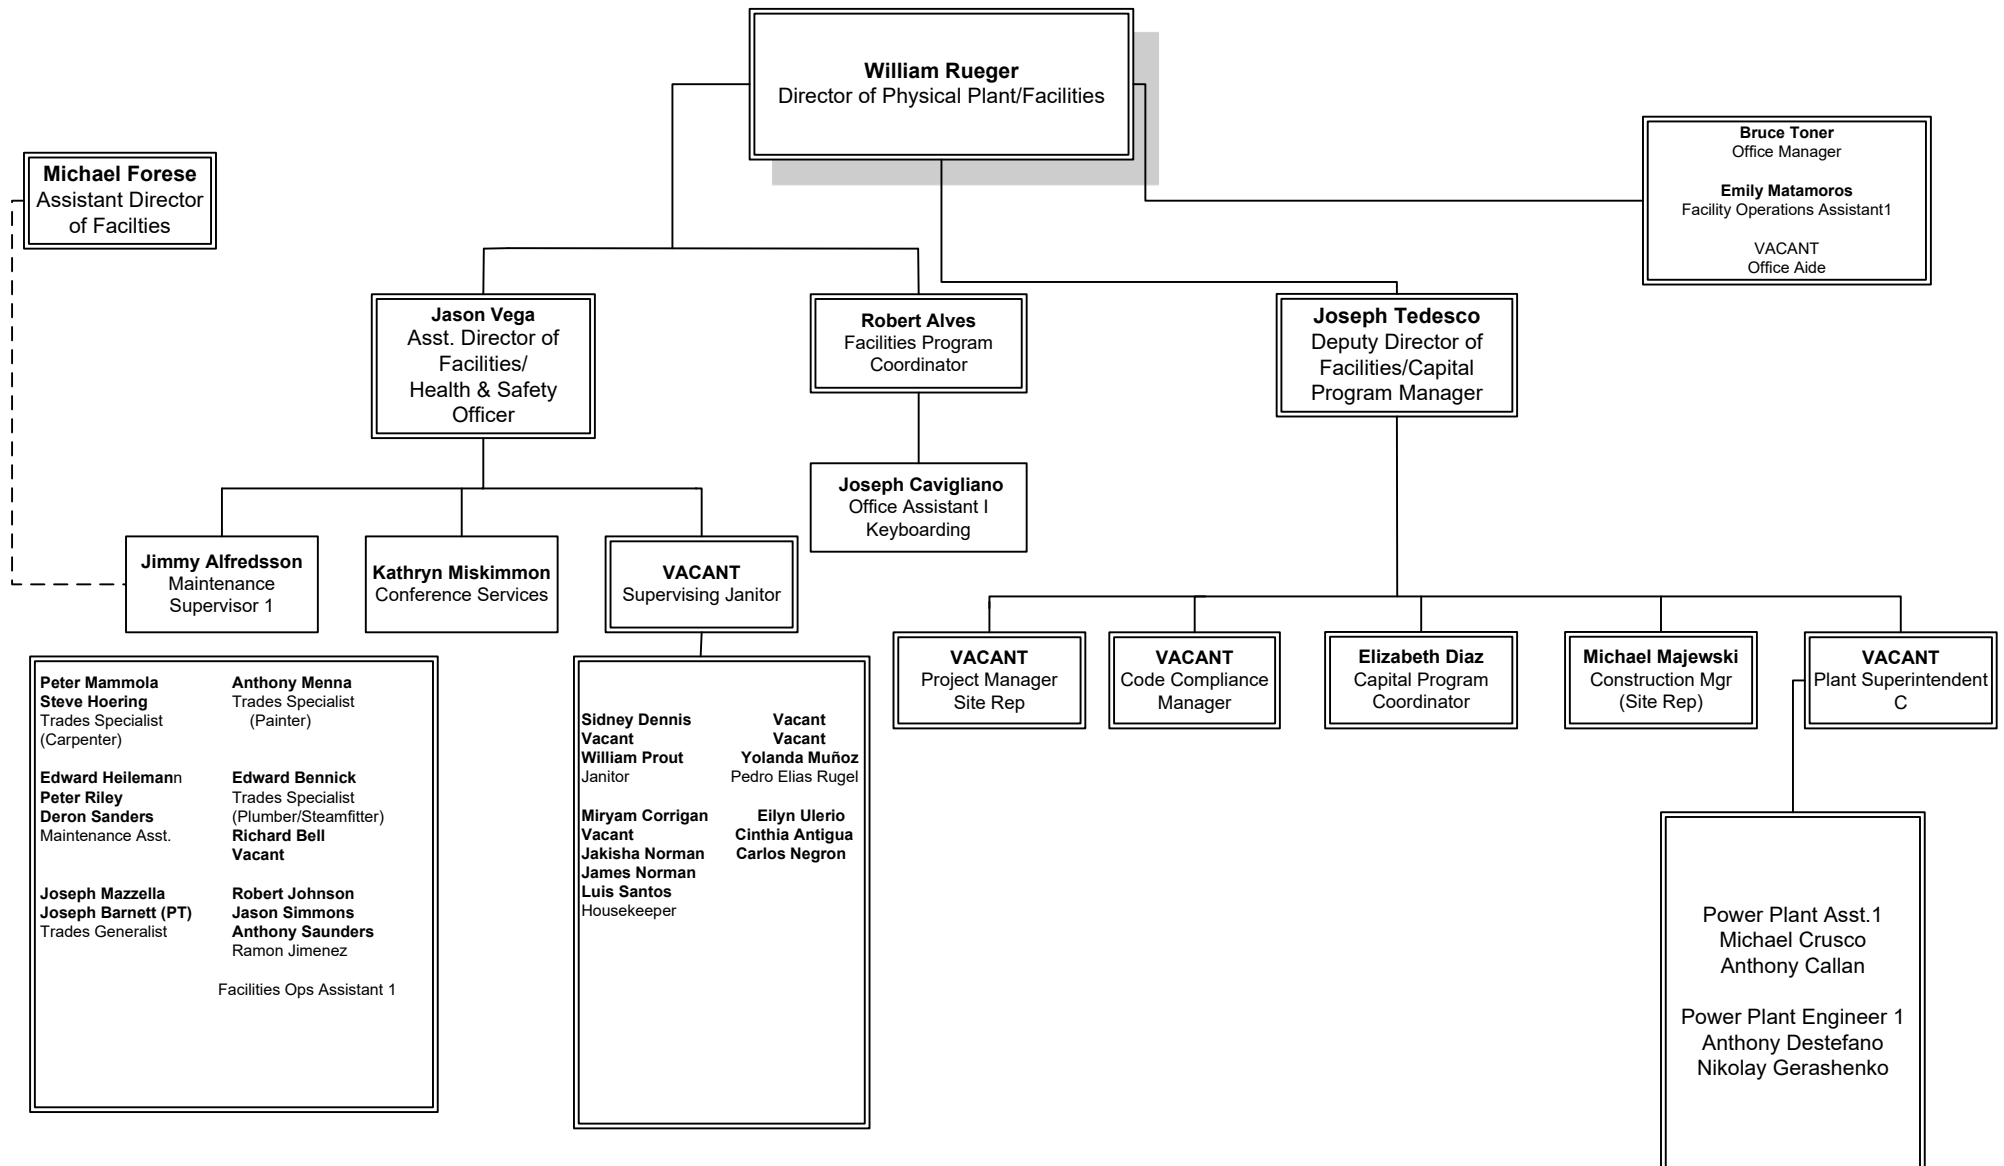 William Rueger
Director of Physical Plant/Facilities
Bruce Toner
Office Manager
Emily Matamoros
Facility Operations Assistant1
VACANT
Office Aide
Michael Forese
Assistant Director
of Facilties
Jason Vega
Asst. Director of
Facilities/
Health & Safety
Officer
Robert Alves
Facilities Program
Coordinator
Joseph Tedesco
Deputy Director of
Facilities/Capital
Program Manager
Joseph Cavigliano
Office Assistant I
Keyboarding
Jimmy Alfredsson
Maintenance
Supervisor 1
Kathryn Miskimmon
Conference Services
VACANT
Supervising Janitor
VACANT
Project Manager
Site Rep
VACANT
Code Compliance
Manager
Elizabeth Diaz
Capital Program
Coordinator
Michael Majewski
Construction Mgr
(Site Rep)
VACANT
Plant Superintendent
C
Peter Mammola
Steve Hoering
Trades Specialist
(Carpenter)
Edward Heilemann
Peter Riley
Deron Sanders
Maintenance Asst.
Joseph Mazzella
Joseph Barnett (PT)
Trades Generalist
Anthony Menna
Trades Specialist
(Painter)
Edward Bennick
Trades Specialist
(Plumber/Steamfitter)
Richard Bell
Vacant
Robert Johnson
Jason Simmons
Anthony Saunders
Ramon Jimenez
Facilities Ops Assistant 1
Sidney Dennis
Vacant
William Prout
Janitor
Miryam Corrigan
Vacant
Jakisha Norman
James Norman
Luis Santos
Housekeeper
Vacant
Vacant
Yolanda Muñoz
Pedro Elias Rugel
Eilyn Ulerio
Cinthia Antigua
Carlos Negron
Power Plant Asst.1
Michael Crusco
Anthony Callan
Power Plant Engineer 1
Anthony Destefano
Nikolay Gerashenko